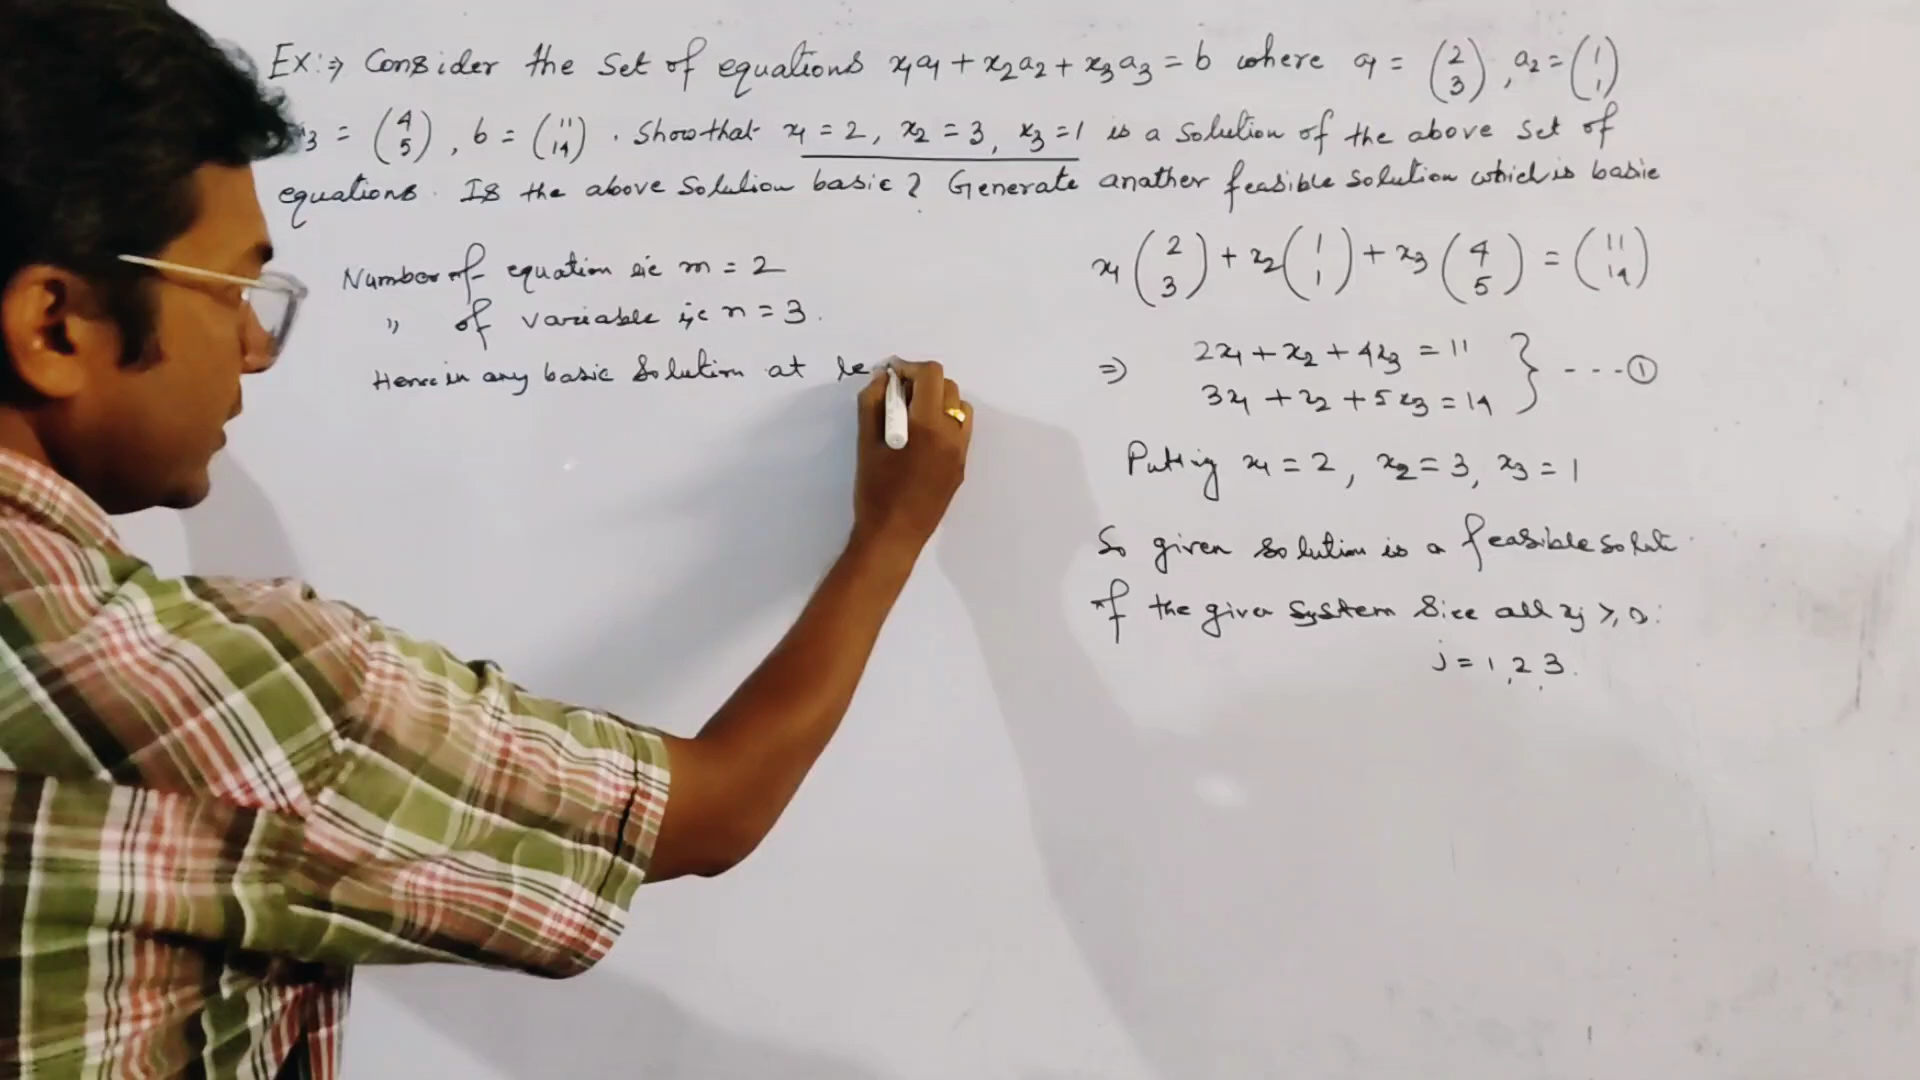 Ex:⇒ Consider the set of equations x₁a₁ + x₂a₂ + x₃a₃ = b where a₁ = (2 3), a₂ = (1 1)
₃ = (4 5), b = (11 14). Show that x₁ = 2, x₂ = 3, x₃ = 1 is a solution of the above set of
equations. Is the above solution basic? Generate anather feasible solution which is basic
Number of equation i.e m = 2
" of variable i.e n = 3.
Hence in any basic solution at le
x₁ (2 3) + x₂ (1 1) + x₃ (4 5) = (11 14)
⇒ 2x₁ + x₂ + 4x₃ = 11
3x₁ + x₂ + 5x₃ = 14 } ---①
Putting x₁ = 2, x₂ = 3, x₃ = 1
So given solution is a feasible solut
of the given system Sice all xj ≥ 0.
j = 1, 2, 3.